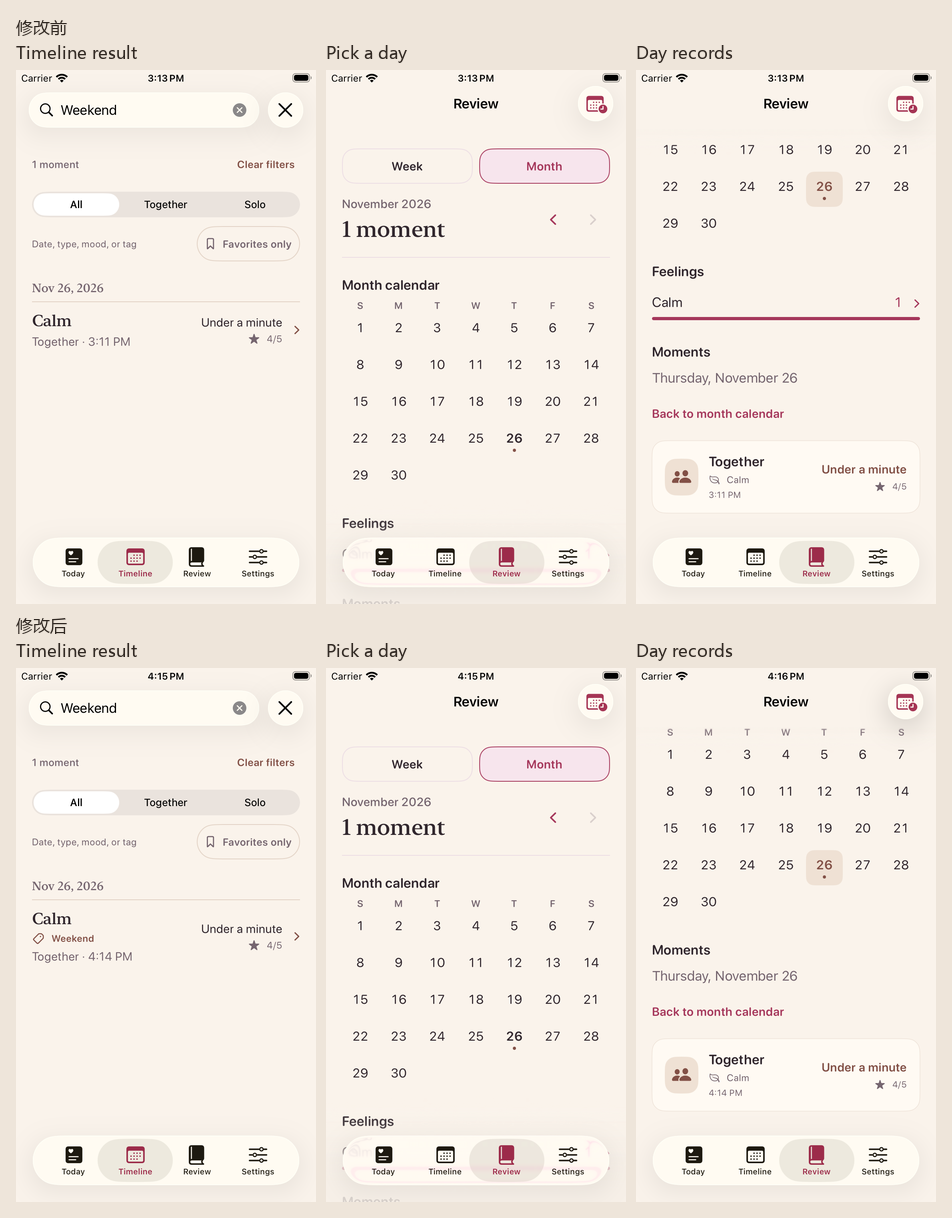 修改前
Timeline result
Carrier 3:13 PM
Weekend
1 moment Clear filters
All Together Solo
Date, type, mood, or tag Favorites only
Nov 26, 2026
Calm Under a minute
Together · 3:11 PM 4/5
Today Timeline Review Settings
Pick a day
Carrier 3:13 PM
Review
Week Month
November 2026
1 moment
Month calendar
S M T W T F S
1 2 3 4 5 6 7
8 9 10 11 12 13 14
15 16 17 18 19 20 21
22 23 24 25 26 27 28
29 30
Feelings
Today Timeline Review Settings
Moments
Day records
Carrier 3:13 PM
Review
15 16 17 18 19 20 21
22 23 24 25 26 27 28
29 30
Feelings
Calm 1
Moments
Thursday, November 26
Back to month calendar
Together Under a minute
Calm 4/5
3:11 PM
Today Timeline Review Settings
修改后
Timeline result
Carrier 4:15 PM
Weekend
1 moment Clear filters
All Together Solo
Date, type, mood, or tag Favorites only
Nov 26, 2026
Calm Under a minute
Weekend 4/5
Together · 4:14 PM
Today Timeline Review Settings
Pick a day
Carrier 4:15 PM
Review
Week Month
November 2026
1 moment
Month calendar
S M T W T F S
1 2 3 4 5 6 7
8 9 10 11 12 13 14
15 16 17 18 19 20 21
22 23 24 25 26 27 28
29 30
Feelings
Today Timeline Review Settings
Moments
Day records
Carrier 4:16 PM
Review
S M T W T F S
1 2 3 4 5 6 7
8 9 10 11 12 13 14
15 16 17 18 19 20 21
22 23 24 25 26 27 28
29 30
Moments
Thursday, November 26
Back to month calendar
Together Under a minute
Calm 4/5
4:14 PM
Today Timeline Review Settings